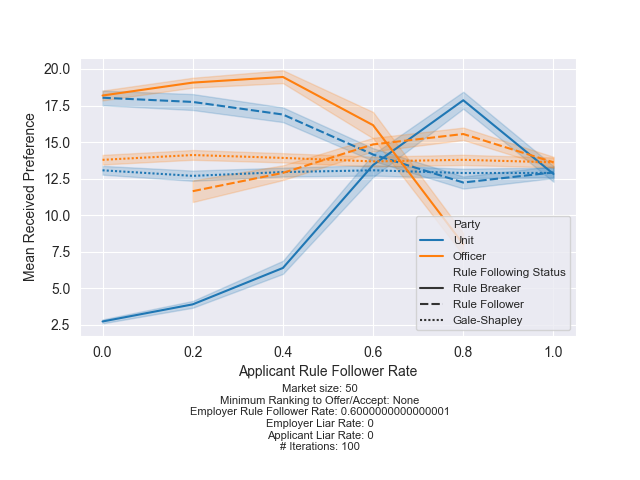 20.0
17.5
15.0
12.5
10.0
7.5
5.0
2.5
Mean Received Preference
Party
Unit
Officer
Rule Following Status
Rule Breaker
Rule Follower
Gale-Shapley
0.0 0.2 0.4 0.6 0.8 1.0
Applicant Rule Follower Rate
Market size: 50
Minimum Ranking to Offer/Accept: None
Employer Rule Follower Rate: 0.6000000000000001
Employer Liar Rate: 0
Applicant Liar Rate: 0
# Iterations: 100